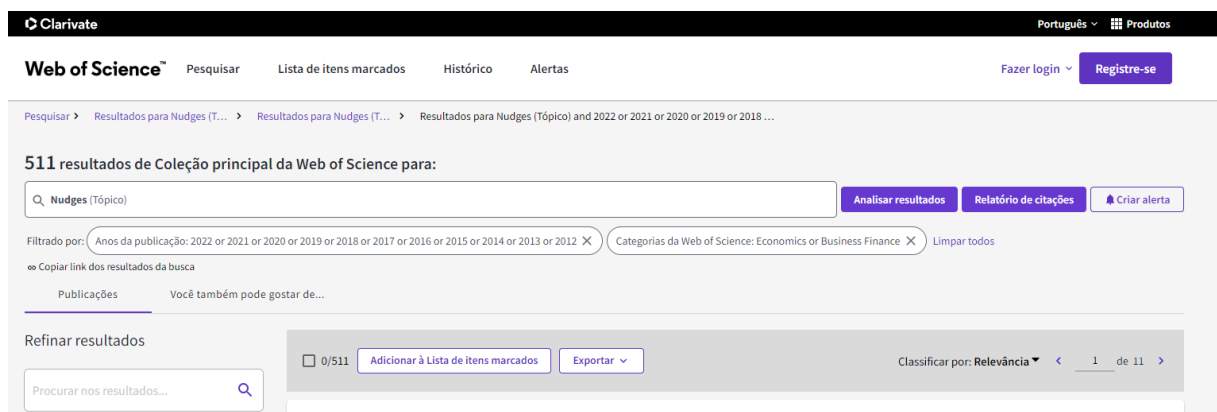 Clarivate
Português
Produtos
Web of Science™
Pesquisar
Lista de itens marcados
Histórico
Alertas
Fazer login
Registre-se
Pesquisar > Resultados para Nudges (T... > Resultados para Nudges (T... > Resultados para Nudges (Tópico) and 2022 or 2021 or 2020 or 2019 or 2018 ...
511 resultados de Coleção principal da Web of Science para:
Nudges (Tópico)
Analisar resultados
Relatório de citações
Criar alerta
Filtrado por: Anos da publicação: 2022 or 2021 or 2020 or 2019 or 2018 or 2017 or 2016 or 2015 or 2014 or 2013 or 2012 Categorias da Web of Science: Economics or Business Finance Limpar todos
Copiar link dos resultados da busca
Publicações
Você também pode gostar de...
Refinar resultados
Procurar nos resultados...
0/511
Adicionar à Lista de itens marcados
Exportar
Classificar por: Relevância
< 1 de 11 >